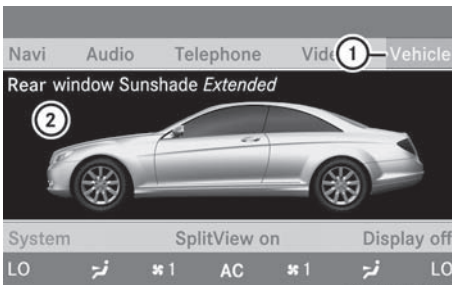 Navi Audio Telephone Vide 1 Vehicle
Rear window Sunshade Extended
2
System SplitView on Display off
LO 1 AC 1 LO